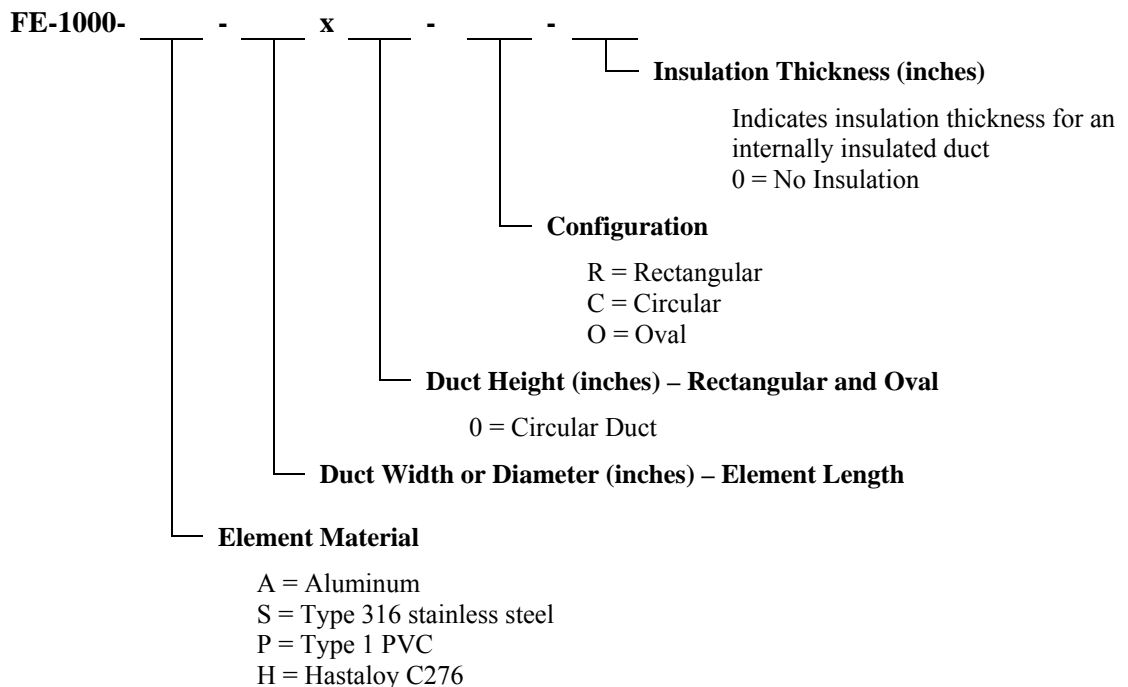 FE-1000- ____ - ____ x ____ - ____ - ____
Insulation Thickness (inches)
Indicates insulation thickness for an
internally insulated duct
0 = No Insulation
Configuration
R = Rectangular
C = Circular
O = Oval
Duct Height (inches) – Rectangular and Oval
0 = Circular Duct
Duct Width or Diameter (inches) – Element Length
Element Material
A = Aluminum
S = Type 316 stainless steel
P = Type 1 PVC
H = Hastaloy C276